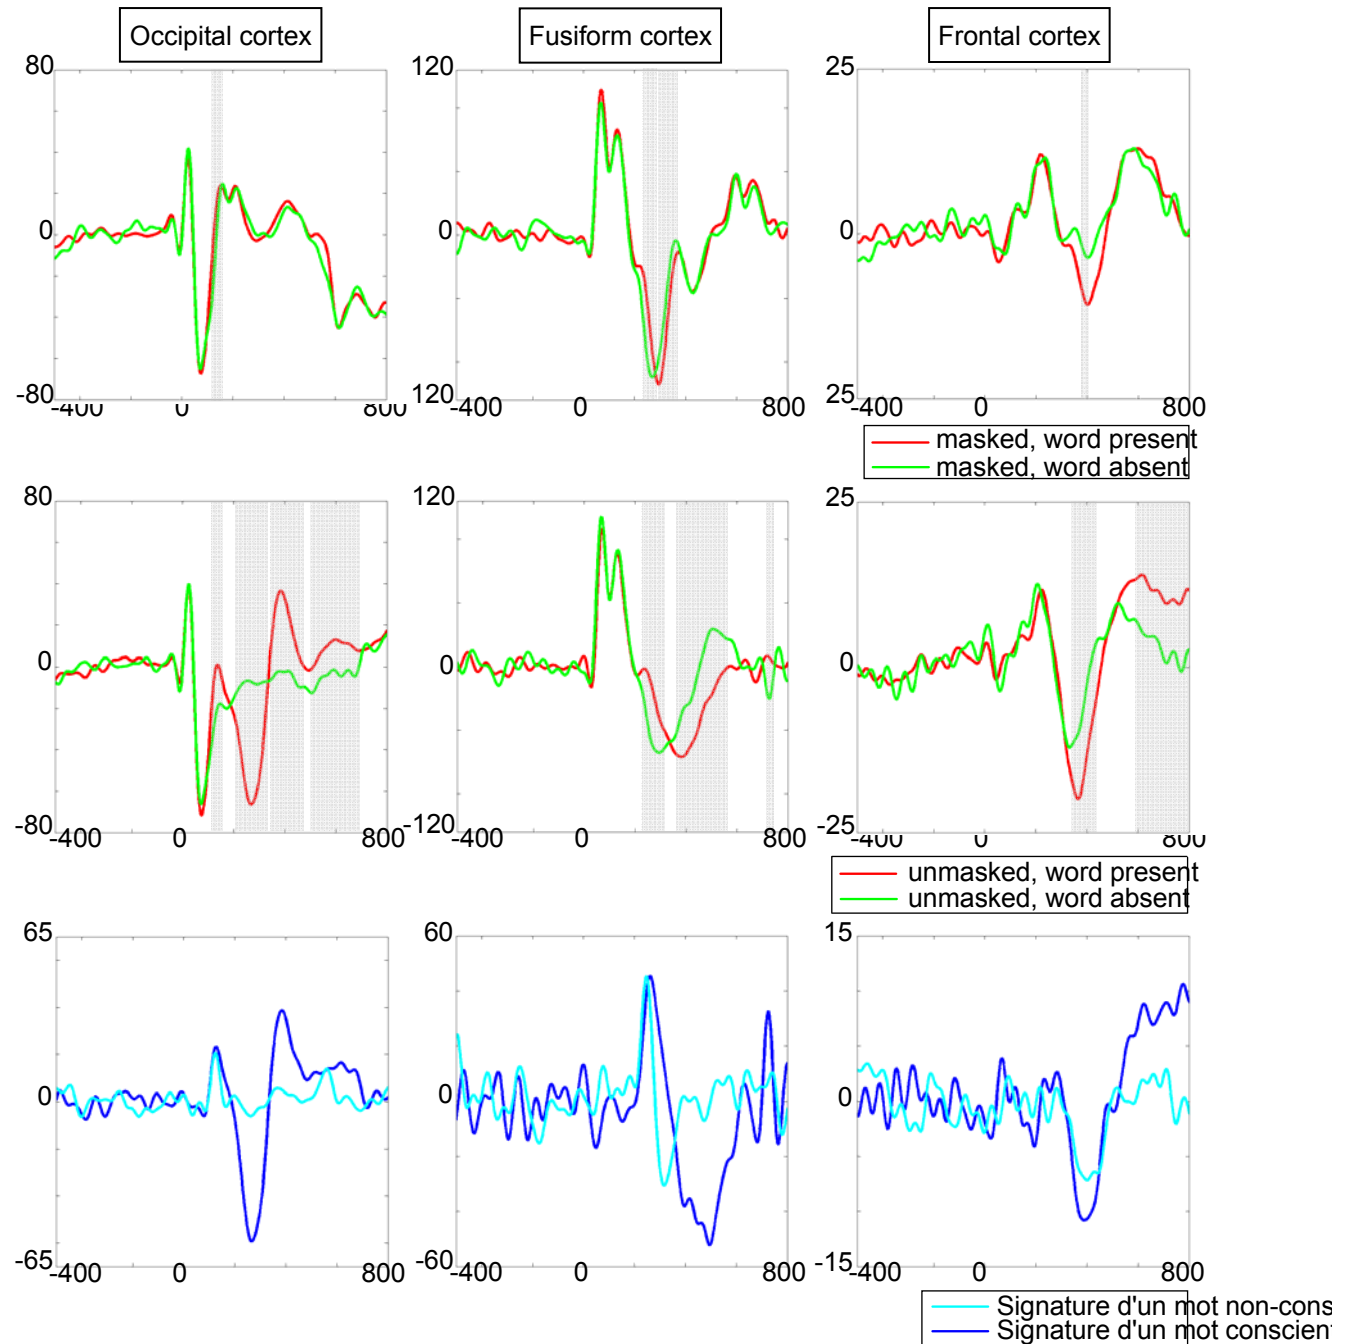 Occipital cortex Fusiform cortex Frontal cortex
80 120 25
0 0 0
-80 120 25
-400 0 800 -400 0 800 -400 0 800
masked, word present
masked, word absent
80 120 25
0 0 0
-80 -120 -25
-400 0 800 -400 0 800 -400 0 800
unmasked, word present
unmasked, word absent
65 60 15
0 0 0
-65 -60 -15
-400 0 800 -400 0 800 -400 0 800
Signature d'un mot non-cons
Signature d'un mot conscien